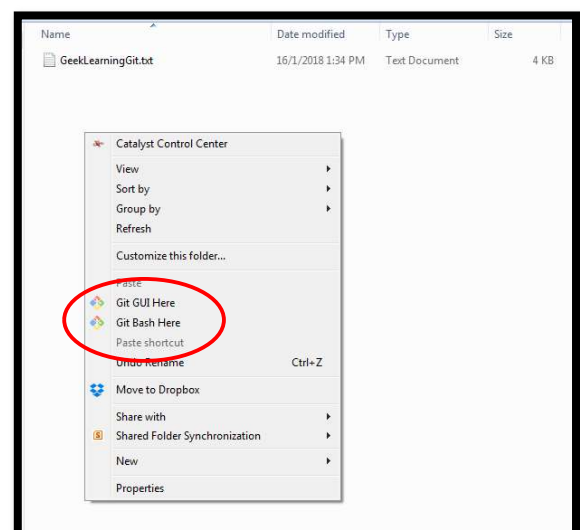 Name Date modified Type Size
GeekLearningGit.txt 16/1/2018 1:34 PM Text Document 4 KB
Catalyst Control Center
View
Sort by
Group by
Refresh
Customize this folder...
Paste
Git GUI Here
Git Bash Here
Paste shortcut
Undo Rename Ctrl+Z
Move to Dropbox
Share with
S Shared Folder Synchronization
New
Properties